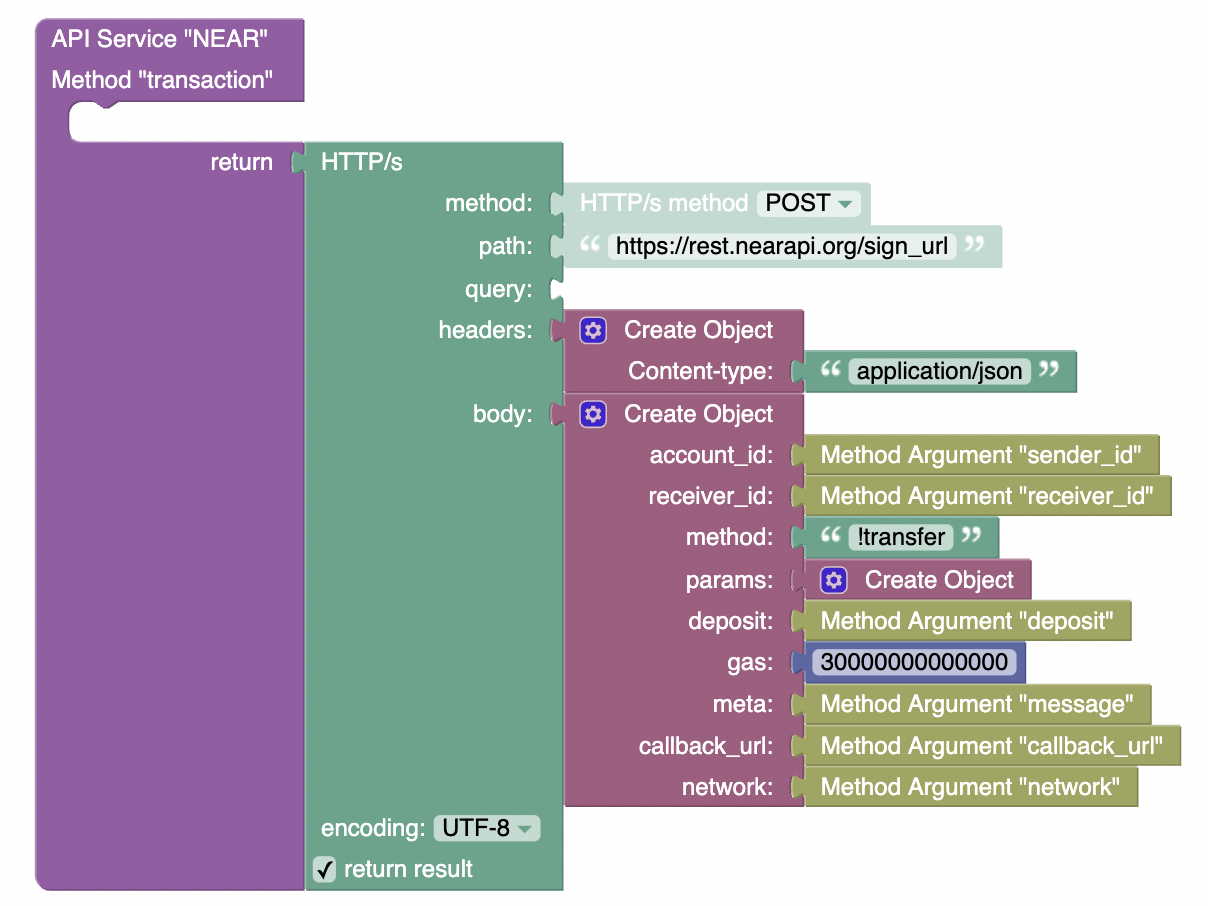 API Service "NEAR"
Method "transaction"
return HTTP/s
method: HTTP/s method POST
path: “ https://rest.nearapi.org/sign_url ”
query:
headers: Create Object
Content-type: “ application/json ”
body: Create Object
account_id: Method Argument "sender_id"
receiver_id: Method Argument "receiver_id"
method: “ !transfer ”
params: Create Object
deposit: Method Argument "deposit"
gas: 30000000000000
meta: Method Argument "message"
callback_url: Method Argument "callback_url"
network: Method Argument "network"
encoding: UTF-8
✓ return result